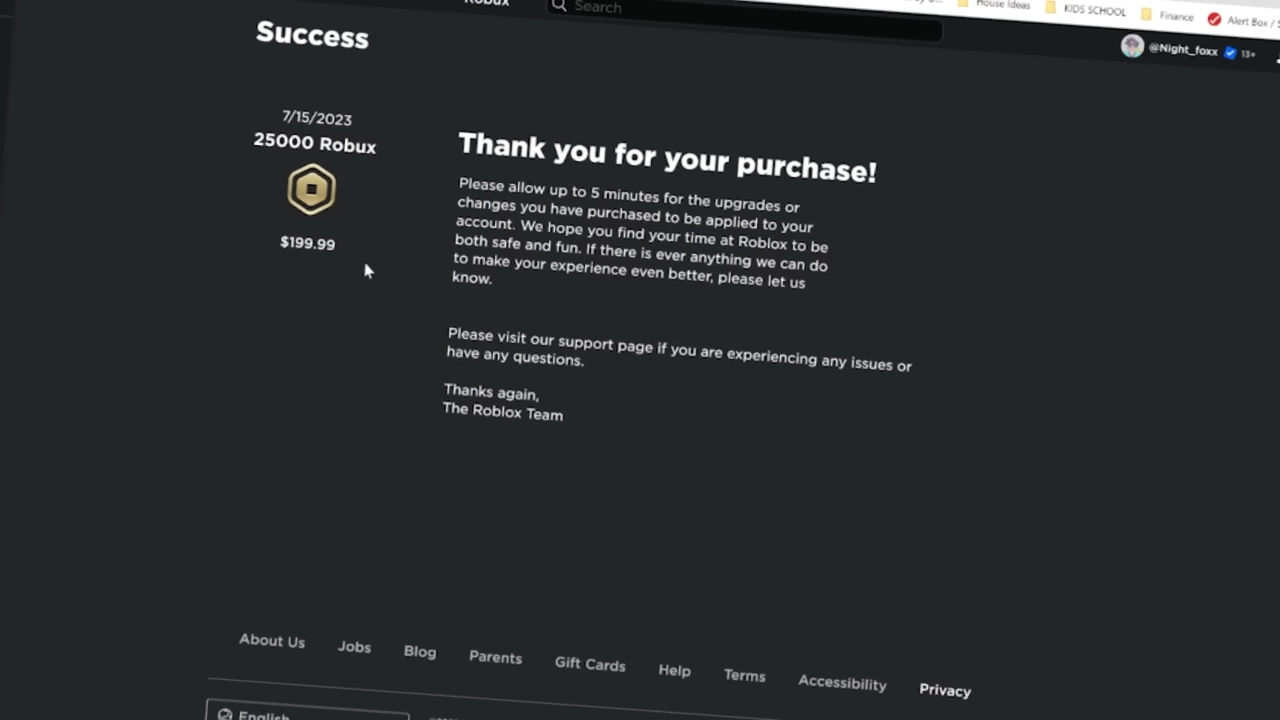 Robux
Search
House Ideas
KIDS SCHOOL
Finance
Alert Box /
@Night_foxx
13+
Success
7/15/2023
25000 Robux
$199.99
Thank you for your purchase!
Please allow up to 5 minutes for the upgrades or
changes you have purchased to be applied to your
account. We hope you find your time at Roblox to be
both safe and fun. If there is ever anything we can do
to make your experience even better, please let us
know.
Please visit our support page if you are experiencing any issues or
have any questions.
Thanks again,
The Roblox Team
About Us
Jobs
Blog
Parents
Gift Cards
Help
Terms
Accessibility
Privacy
English